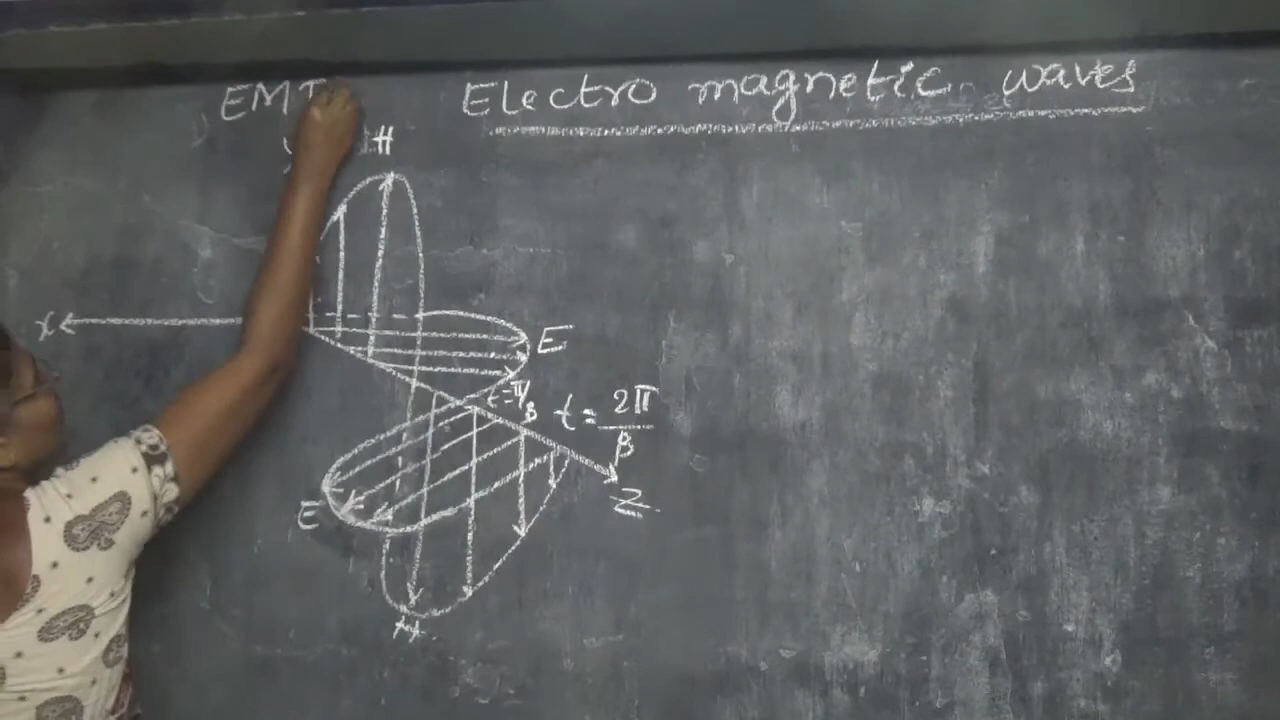 EMT Electro magnetic waves
H
X
E
t=π/β
t = 2π/β
Z
E
H